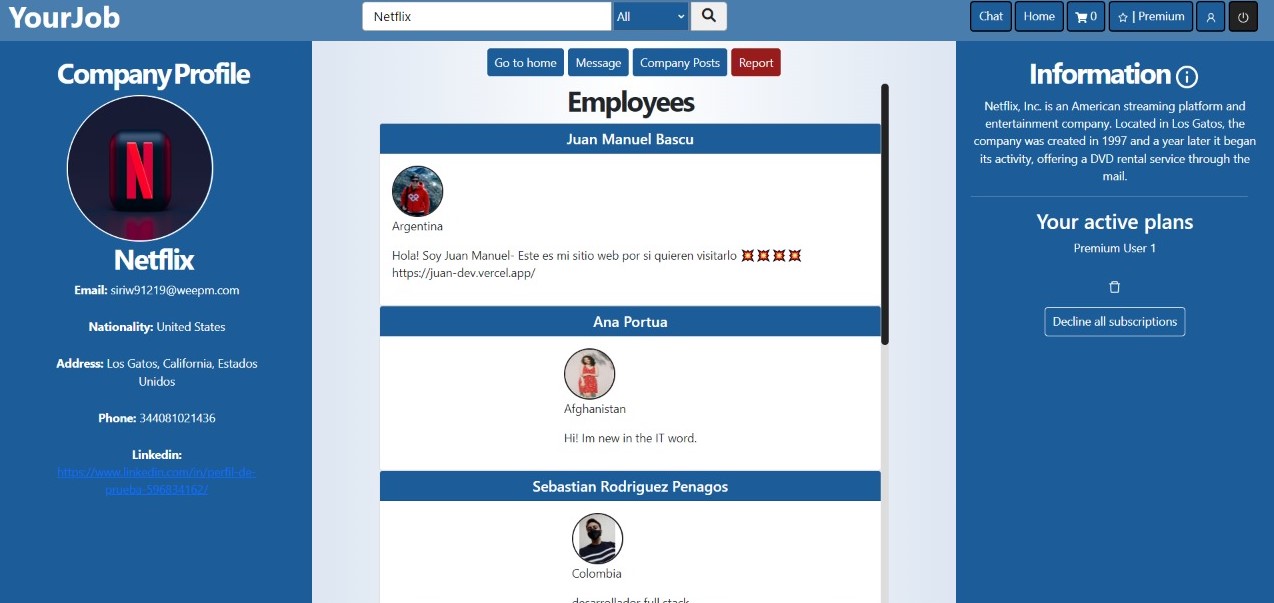 YourJob
Netflix
All
Chat
Home
0
| Premium
Company Profile
N
Netflix
Email: siriw91219@weepm.com
Nationality: United States
Address: Los Gatos, California, Estados
Unidos
Phone: 344081021436
Linkedin:
https://www.linkedin.com/in/perfil-de-
prueba-596834162/
Go to home
Message
Company Posts
Report
Employees
Juan Manuel Bascu
Argentina
Hola! Soy Juan Manuel- Este es mi sitio web por si quieren visitarlo 💥💥💥💥
https://juan-dev.vercel.app/
Ana Portua
Afghanistan
Hi! Im new in the IT word.
Sebastian Rodriguez Penagos
Colombia
desarrollador full stack
Information
Netflix, Inc. is an American streaming platform and
entertainment company. Located in Los Gatos, the
company was created in 1997 and a year later it began
its activity, offering a DVD rental service through the
mail.
Your active plans
Premium User 1
Decline all subscriptions